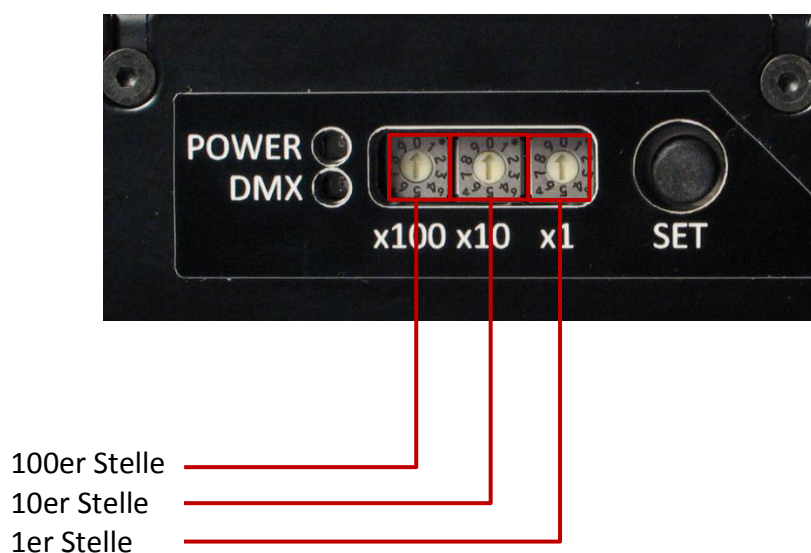 POWER
DMX
x100 x10 x1 SET
100er Stelle
10er Stelle
1er Stelle